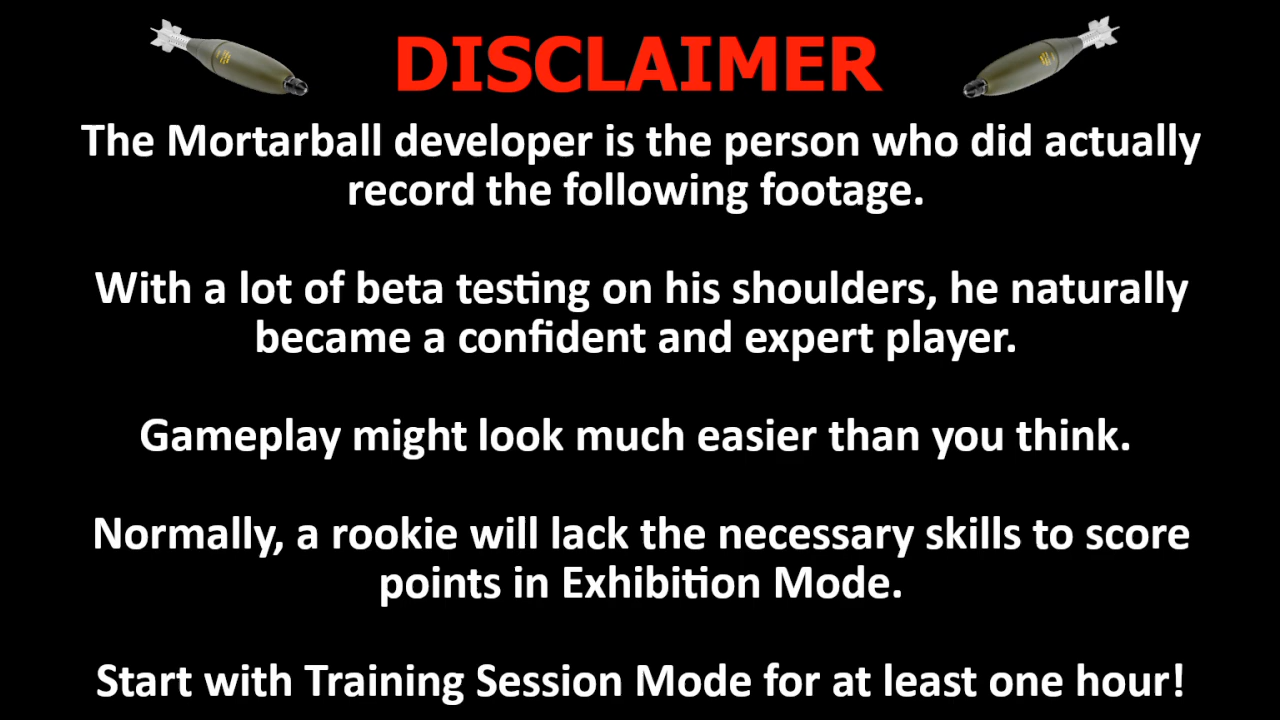 DISCLAIMER
The Mortarball developer is the person who did actually
record the following footage.
With a lot of beta testing on his shoulders, he naturally
became a confident and expert player.
Gameplay might look much easier than you think.
Normally, a rookie will lack the necessary skills to score
points in Exhibition Mode.
Start with Training Session Mode for at least one hour!